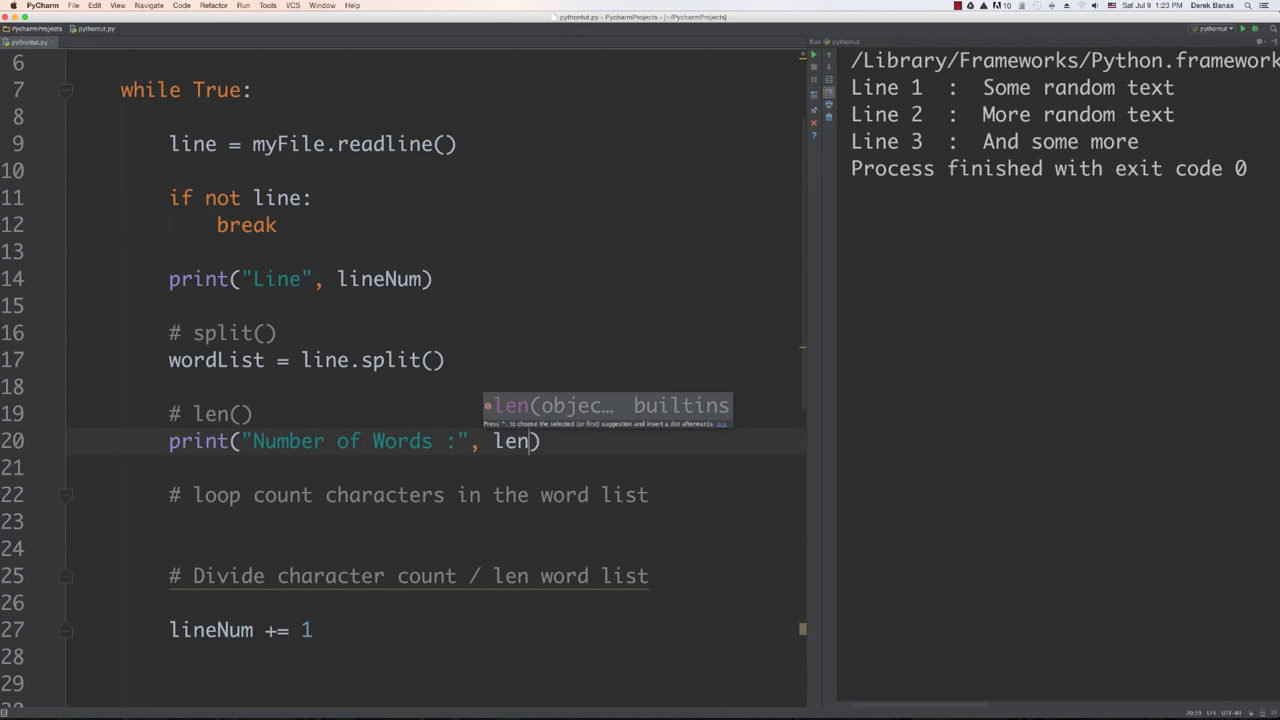 PyCharm File Edit View Navigate Code Refactor Run Tools VCS Window Help 10 Sat Jul 9 1:23 PM Derek Banas
pythontut.py - PycharmProjects - [~/PycharmProjects]
PycharmProjects pythontut.py pythontut
pythontut.py
Run pythontut
6
7 while True:
8
9 line = myFile.readline()
10
11 if not line:
12 break
13
14 print("Line", lineNum)
15
16 # split()
17 wordList = line.split()
18
19 # len()
len(objec… builtins
Press ^. to choose the selected (or first) suggestion and insert a dot afterwards >>
20 print("Number of Words :", len)
21
22 # loop count characters in the word list
23
24
25 # Divide character count / len word list
26
27 lineNum += 1
28
29
/Library/Frameworks/Python.framework
Line 1 : Some random text
Line 2 : More random text
Line 3 : And some more
Process finished with exit code 0
LF‡ UTF-8‡